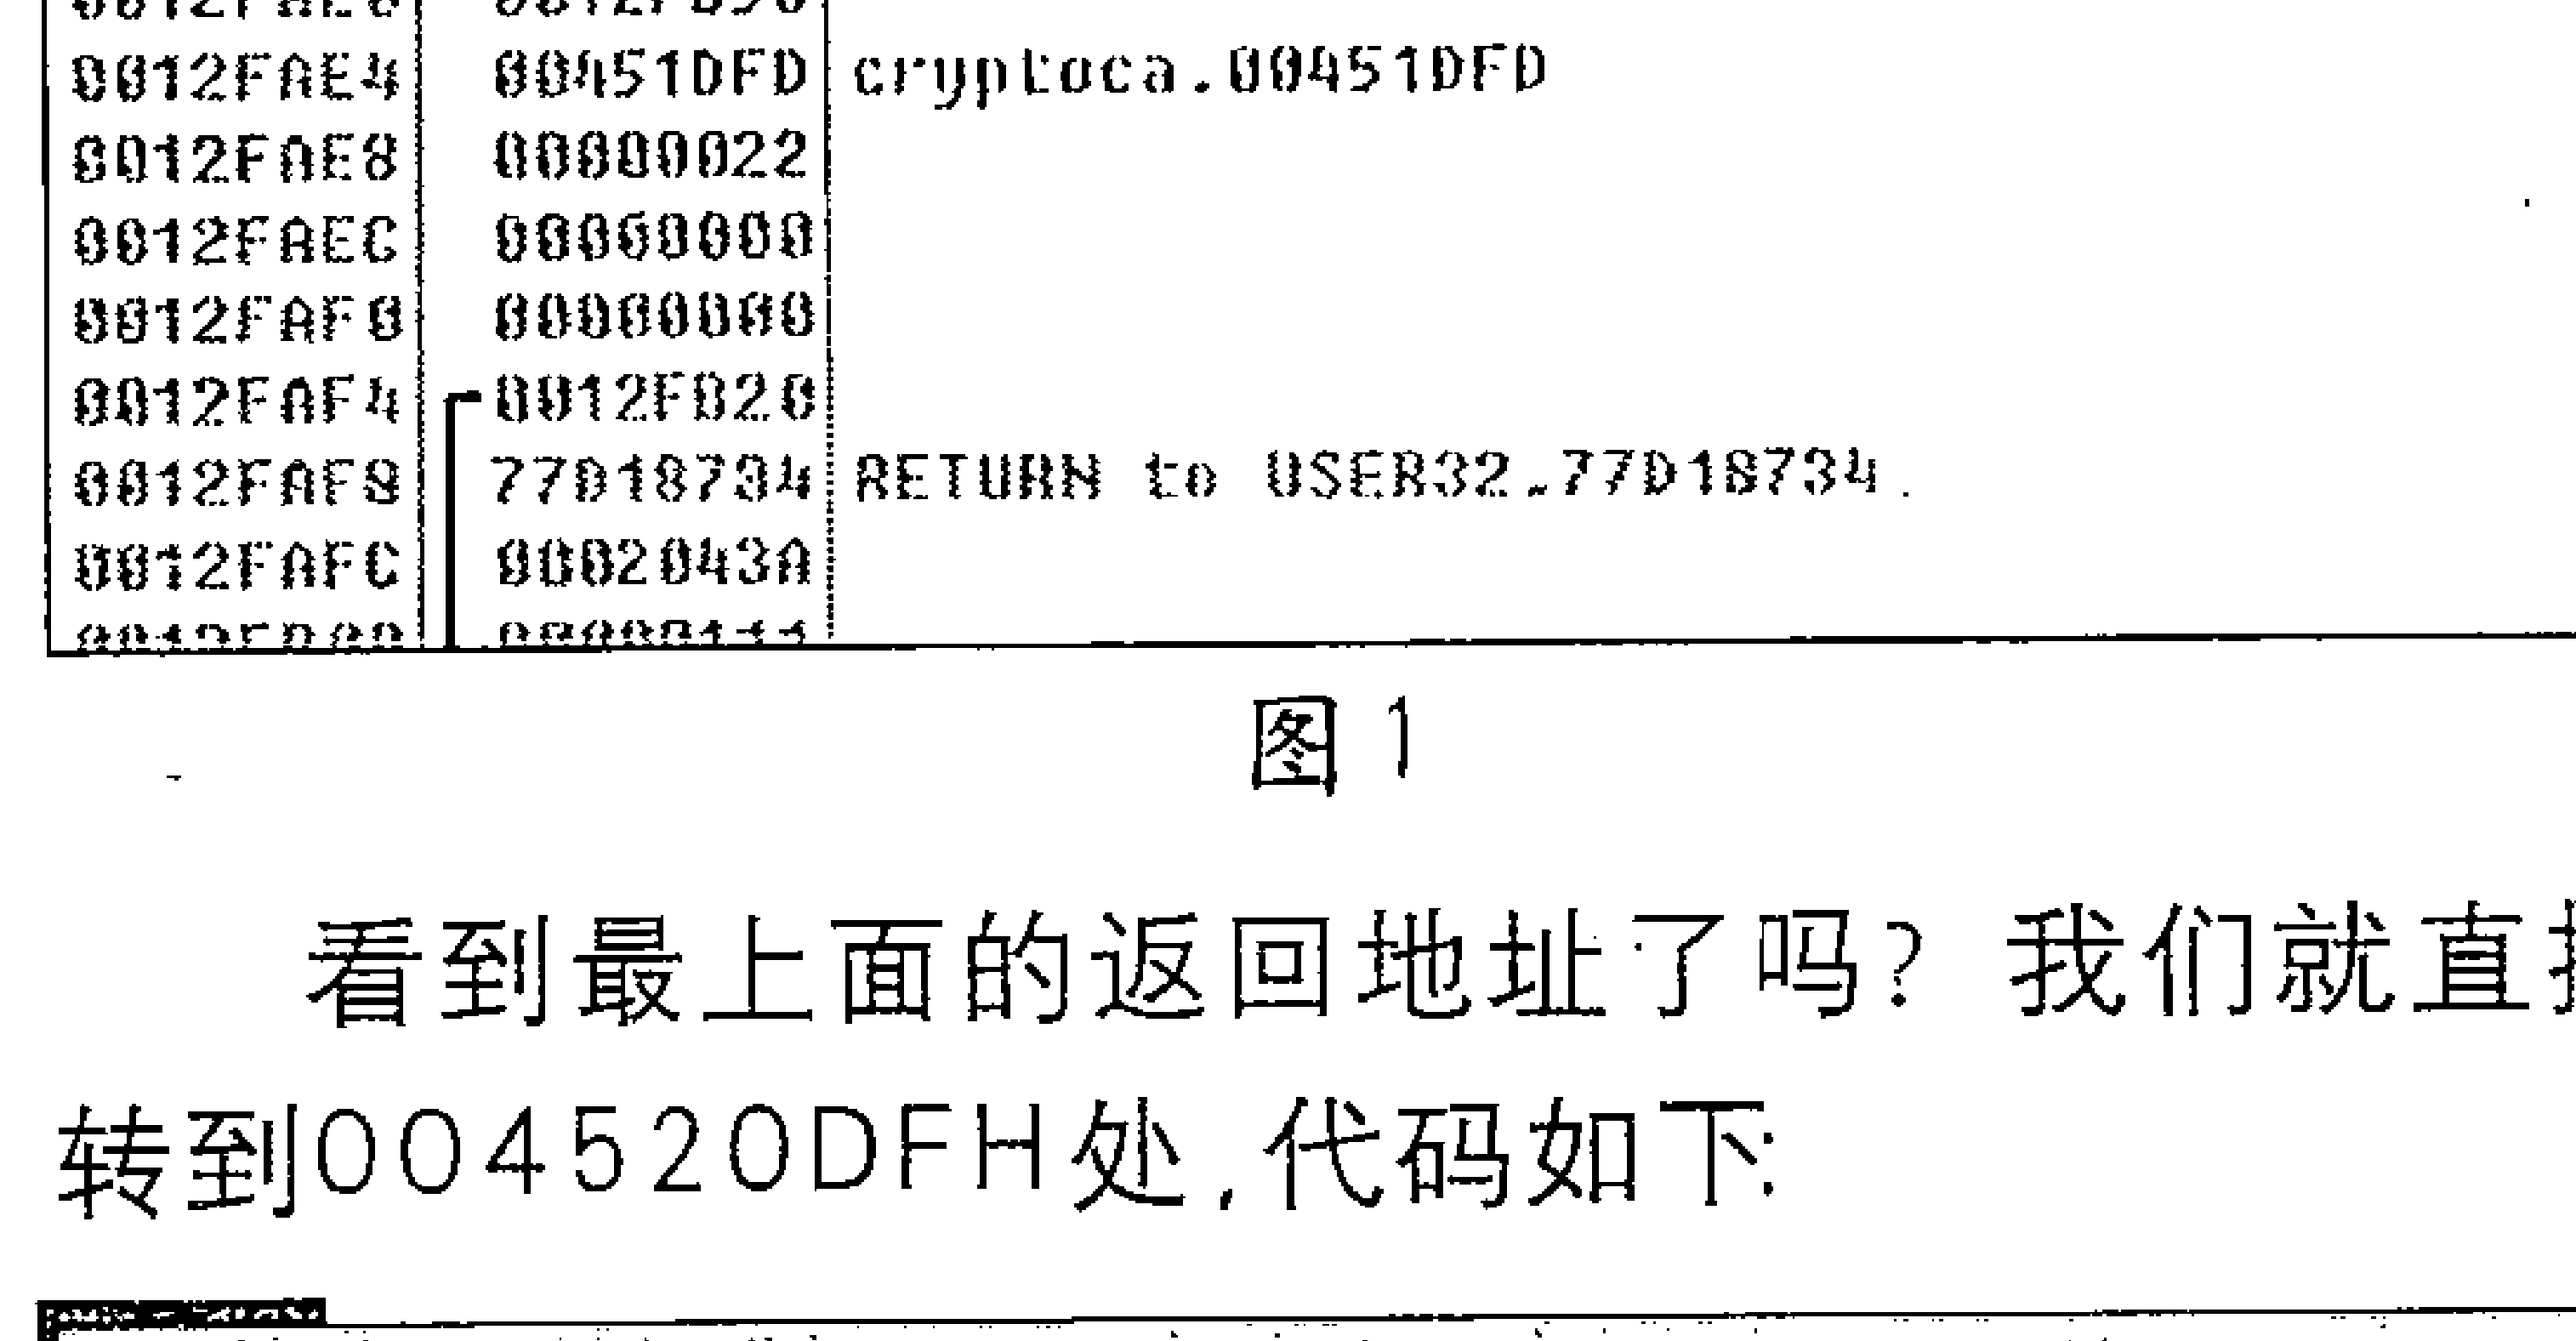 0012FAE4 00451DFD cryptoca.00451DFD
0012FAE8 00000022
0012FAEC 00000000
0012FAF0 00000000
0012FAF4 0012FB20
0012FAF8 77D18734 RETURN to USER32.77D18734
0012FAFC 0002043A
图 1
看到最上面的返回地址了吗? 我们就直接
转到004520DFH处,代码如下: